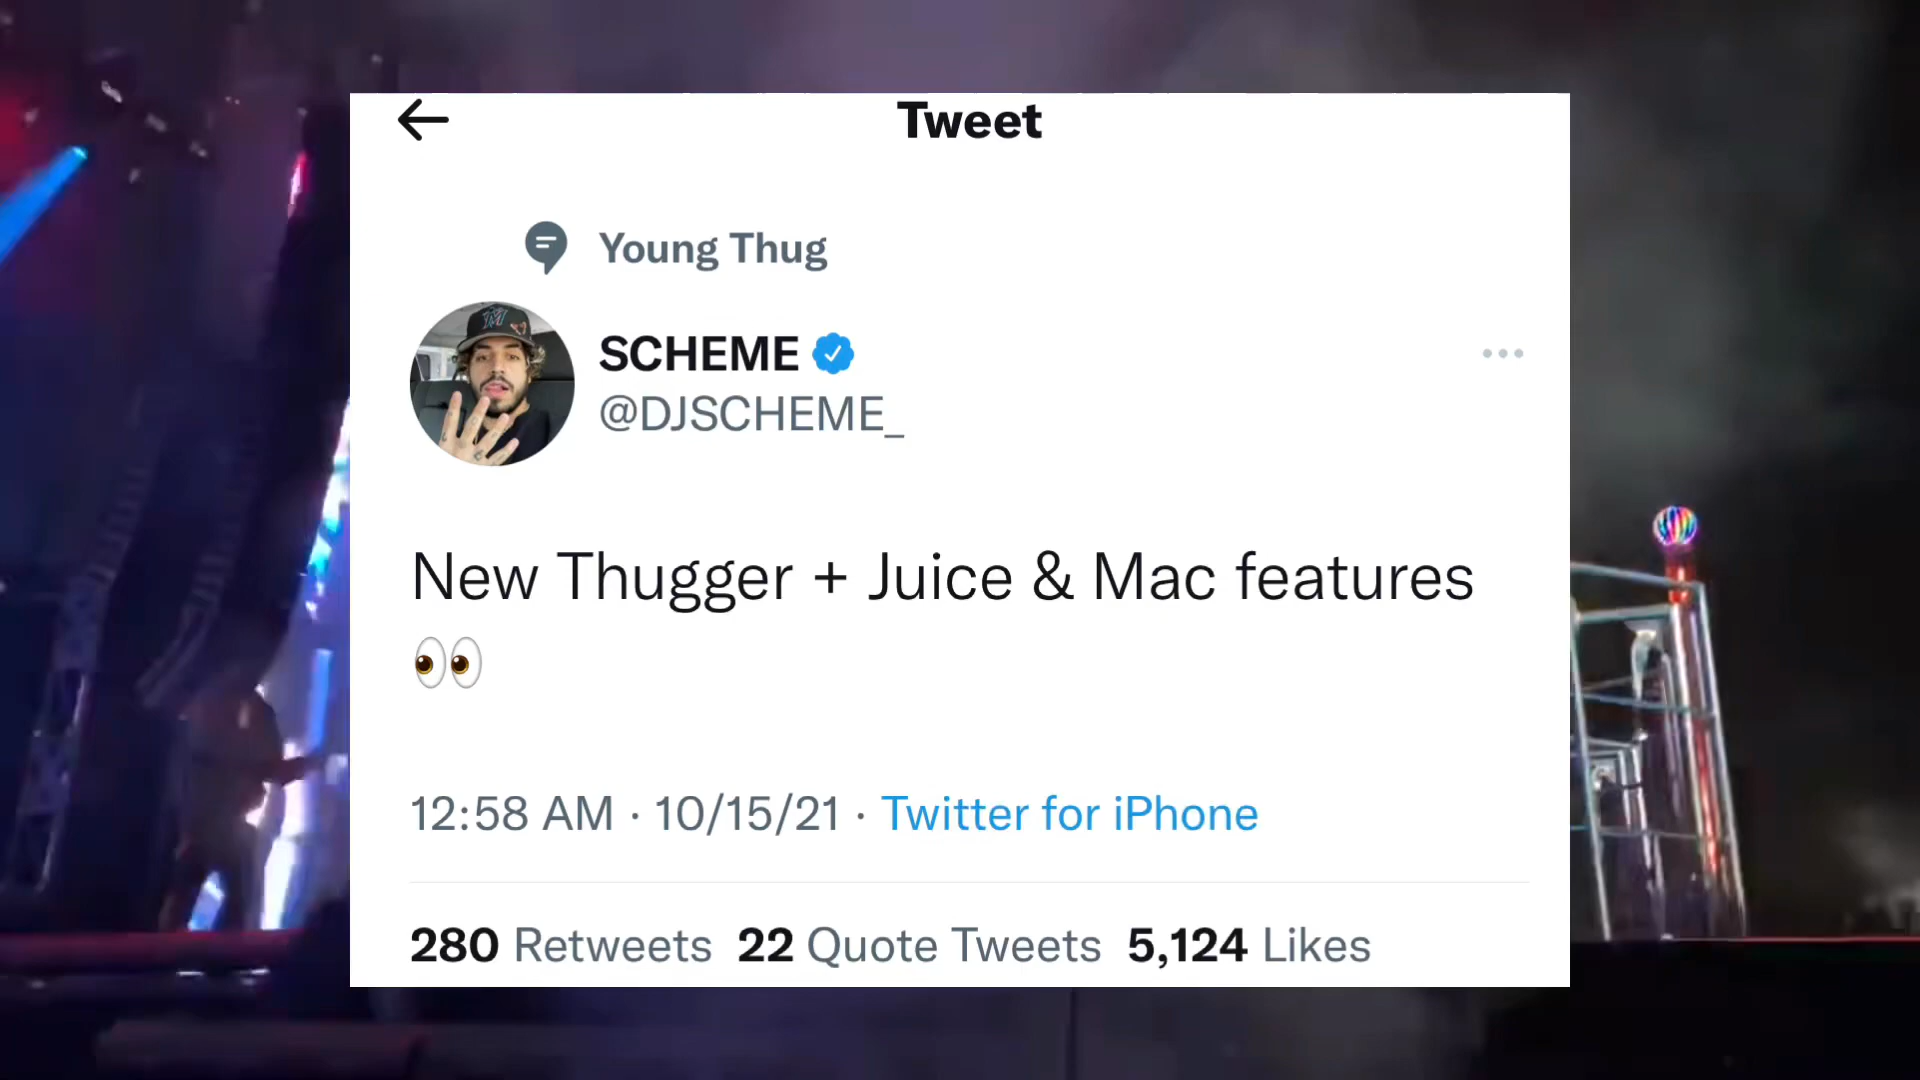 Tweet
Young Thug
SCHEME
@DJSCHEME_
New Thugger + Juice & Mac features
👀
12:58 AM · 10/15/21 · Twitter for iPhone
280 Retweets 22 Quote Tweets 5,124 Likes